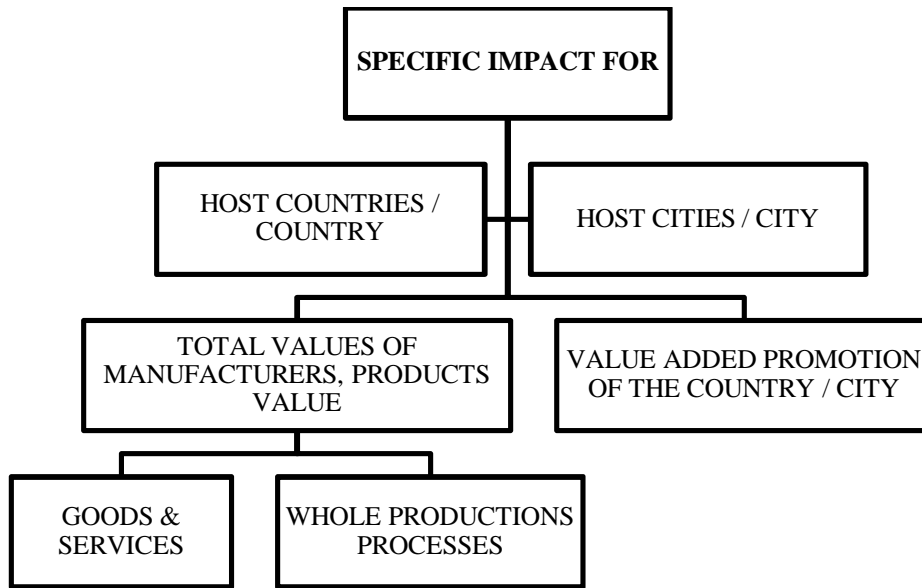 SPECIFIC IMPACT FOR
HOST COUNTRIES /
COUNTRY
HOST CITIES / CITY
TOTAL VALUES OF
MANUFACTURERS, PRODUCTS
VALUE
VALUE ADDED PROMOTION
OF THE COUNTRY / CITY
GOODS &
SERVICES
WHOLE PRODUCTIONS
PROCESSES